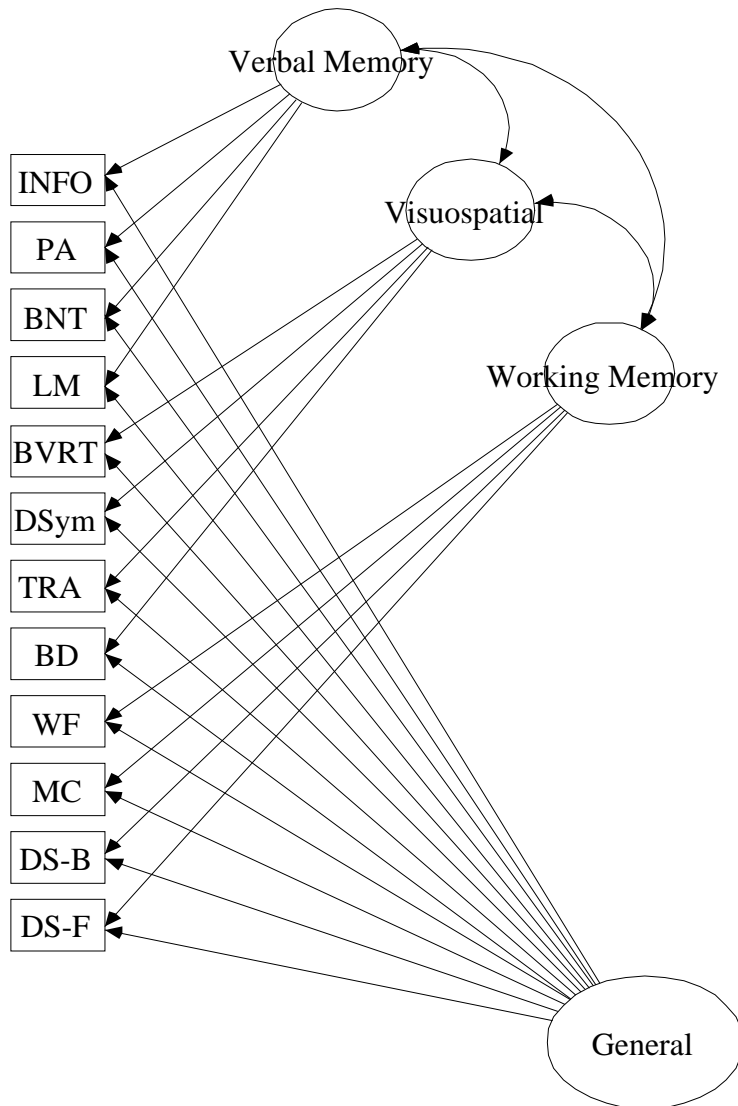 Verbal Memory
INFO
Visuospatial
PA
BNT
LM
Working Memory
BVRT
DSym
TRA
BD
WF
MC
DS-B
DS-F
General